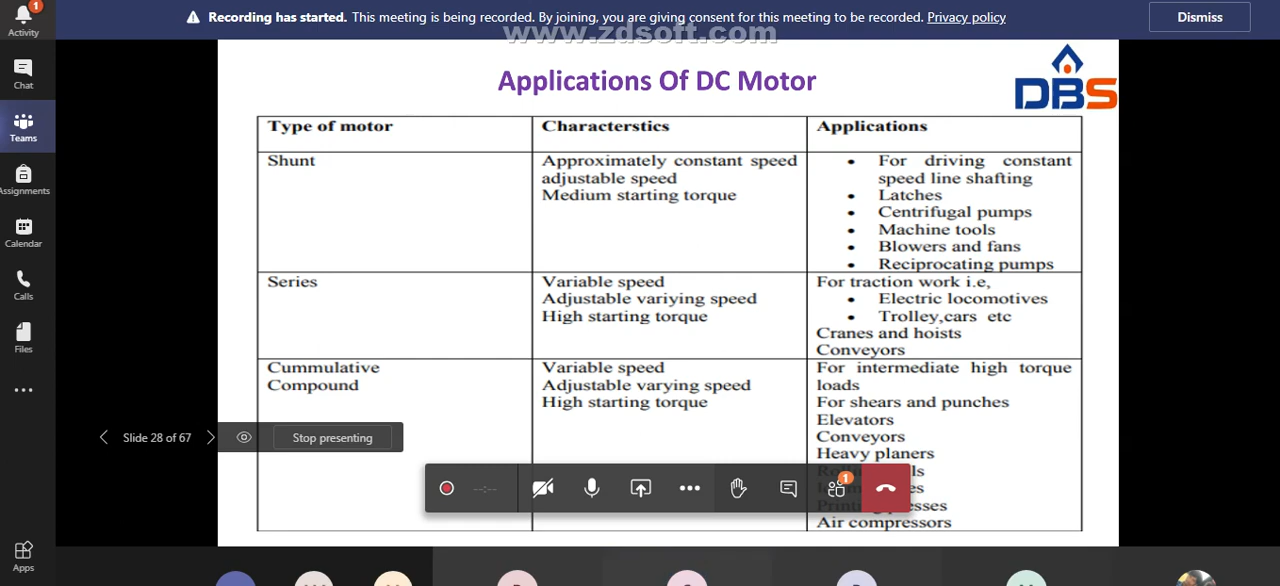 1
Activity
Recording has started. This meeting is being recorded. By joining, you are giving consent for this meeting to be recorded. Privacy policy
Dismiss
www.zdsoft.com
Chat
Teams
Assignments
Calendar
Calls
Files
Apps
Applications Of DC Motor
DBS
Type of motor
Characterstics
Applications
Shunt
Approximately constant speed
adjustable speed
Medium starting torque
• For driving constant
speed line shafting
• Latches
• Centrifugal pumps
• Machine tools
• Blowers and fans
• Reciprocating pumps
Series
Variable speed
Adjustable variying speed
High starting torque
For traction work i.e,
• Electric locomotives
• Trolley,cars etc
Cranes and hoists
Conveyors
Cummulative
Compound
Variable speed
Adjustable varying speed
High starting torque
For intermediate high torque
loads
For shears and punches
Elevators
Conveyors
Heavy planers
Air compressors
Slide 28 of 67
Stop presenting
--:--
1